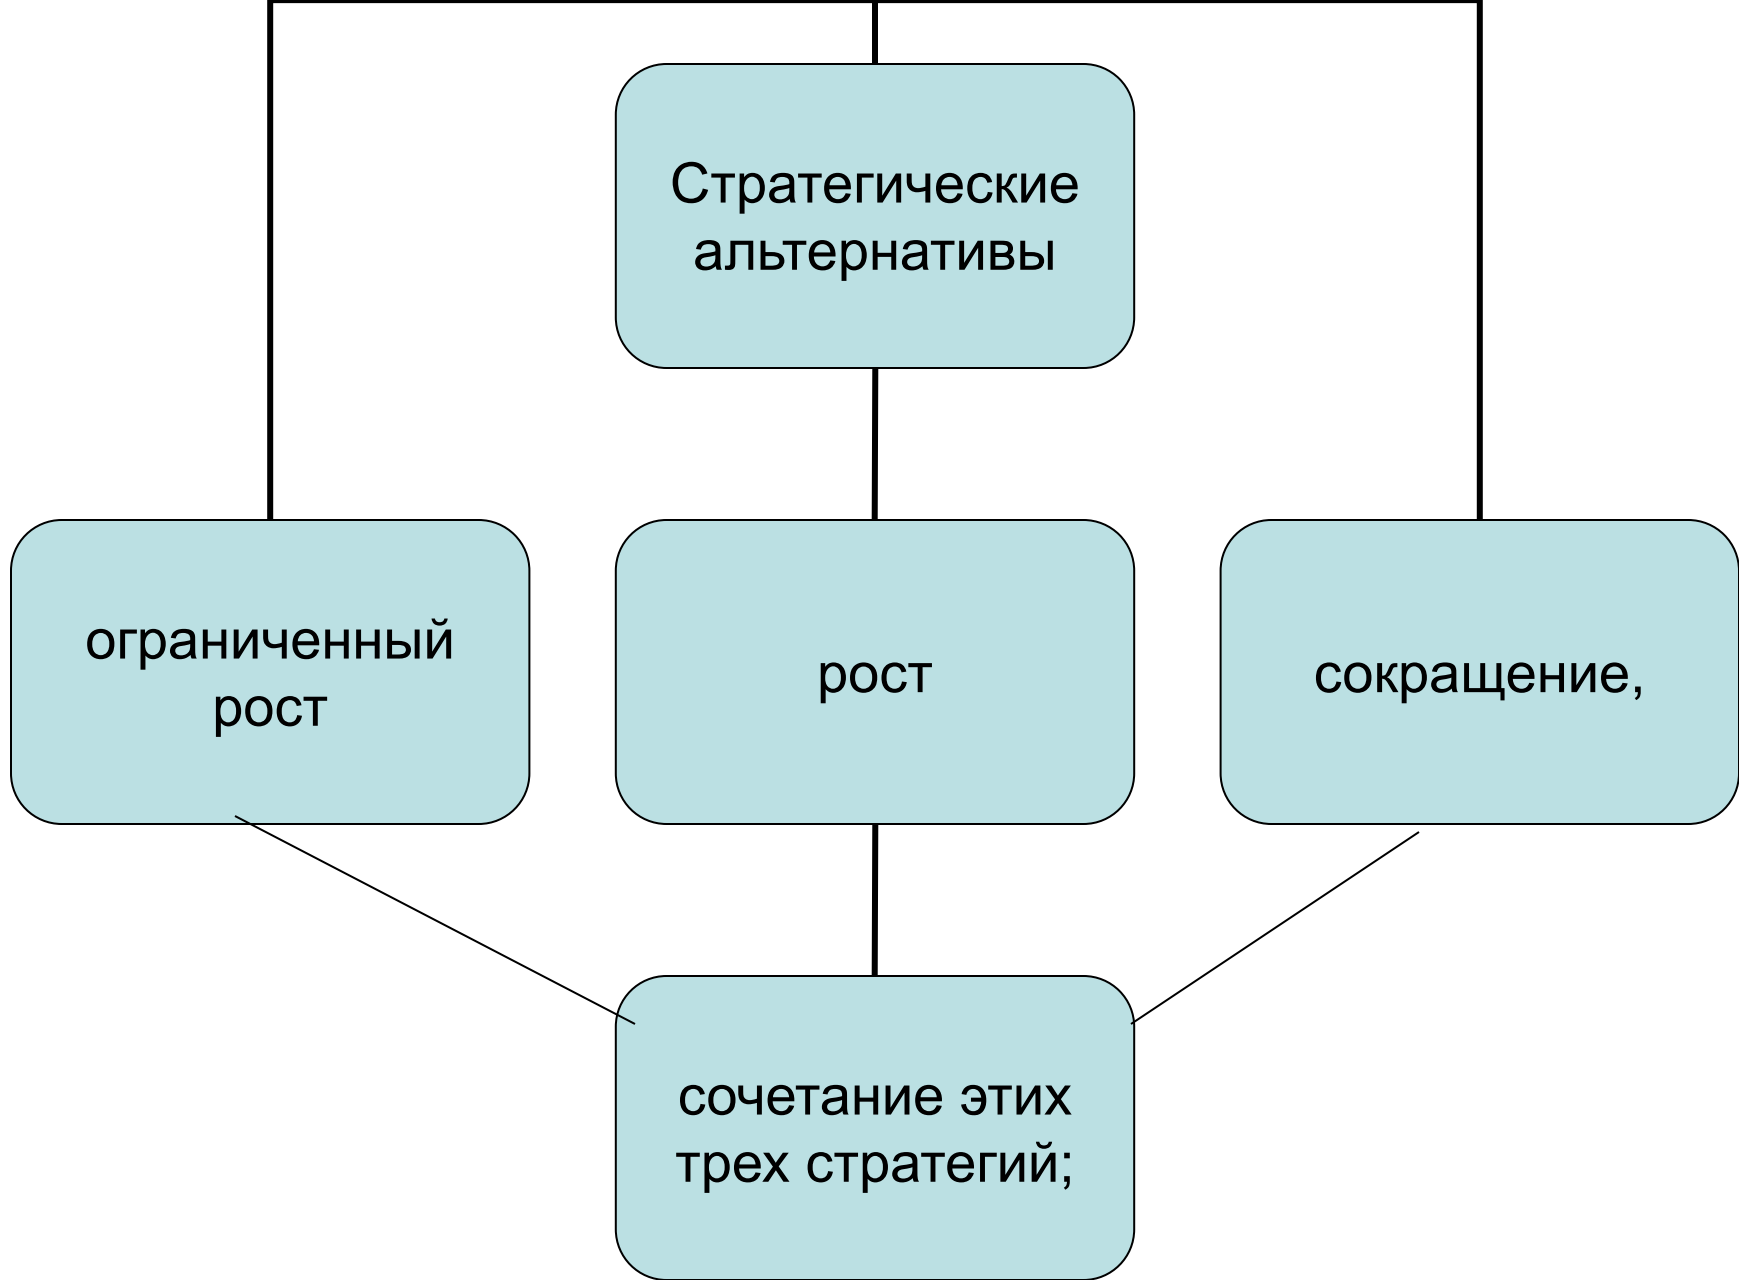 Стратегические
альтернативы
ограниченный
рост
рост
сокращение,
сочетание этих
трех стратегий;